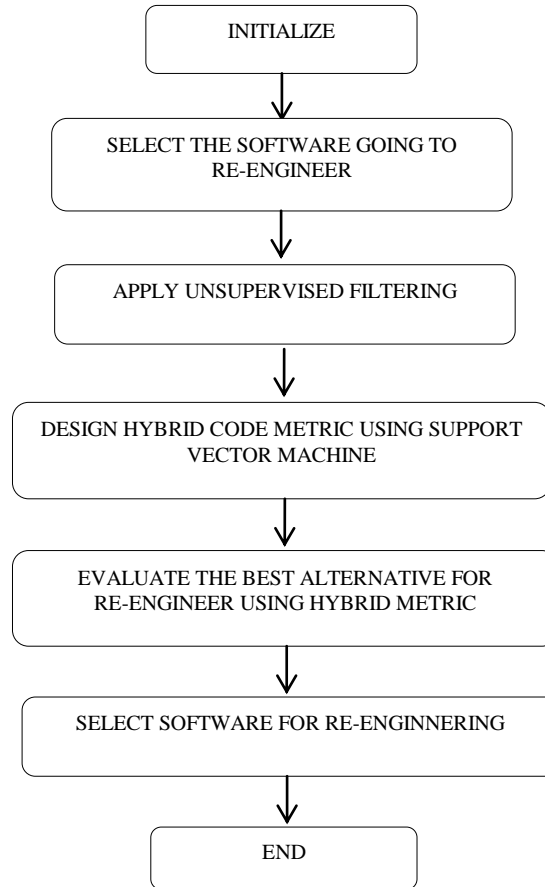 INITIALIZE
SELECT THE SOFTWARE GOING TO
RE-ENGINEER
APPLY UNSUPERVISED FILTERING
DESIGN HYBRID CODE METRIC USING SUPPORT
VECTOR MACHINE
EVALUATE THE BEST ALTERNATIVE FOR
RE-ENGINEER USING HYBRID METRIC
SELECT SOFTWARE FOR RE-ENGINNERING
END